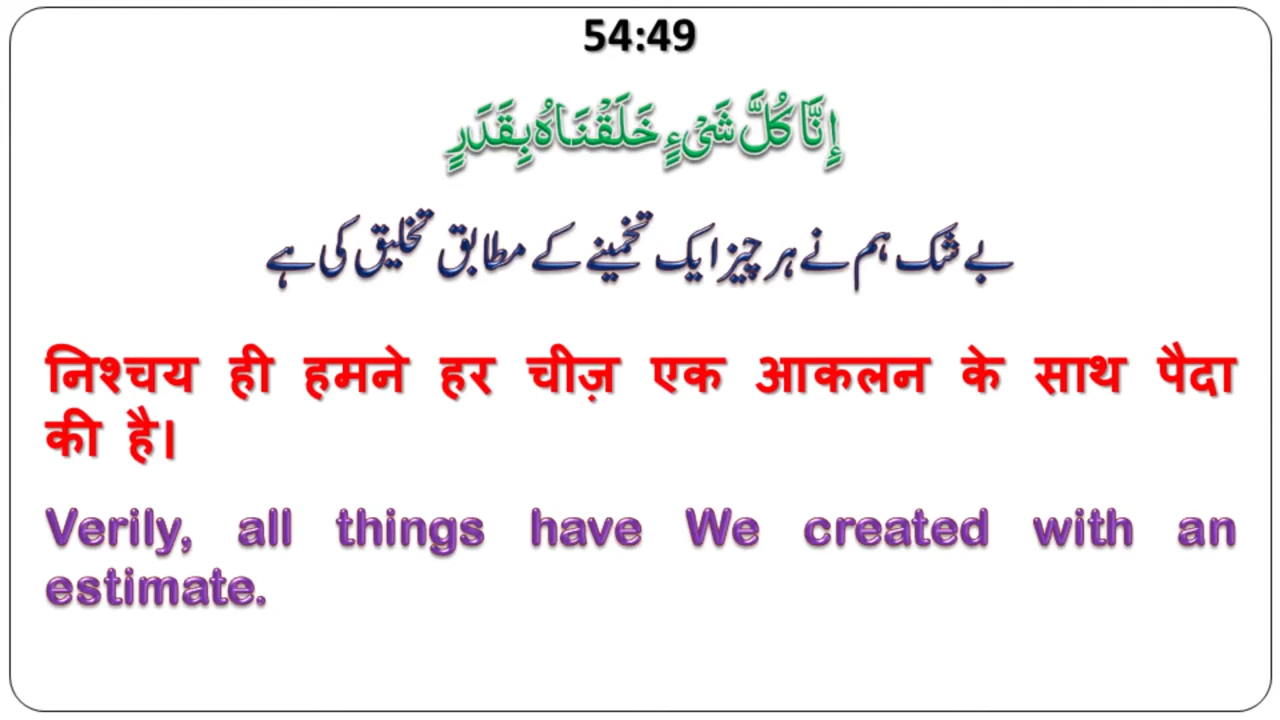 54:49
إِنَّا كُلَّ شَيْءٍ خَلَقْنَاهُ بِقَدَرٍ
بے شک ہم نے ہر چیز ایک تخمینے کے مطابق تخلیق کی ہے
निश्चय ही हमने हर चीज़ एक आकलन के साथ पैदा
की है।
Verily, all things have We created with an
estimate.